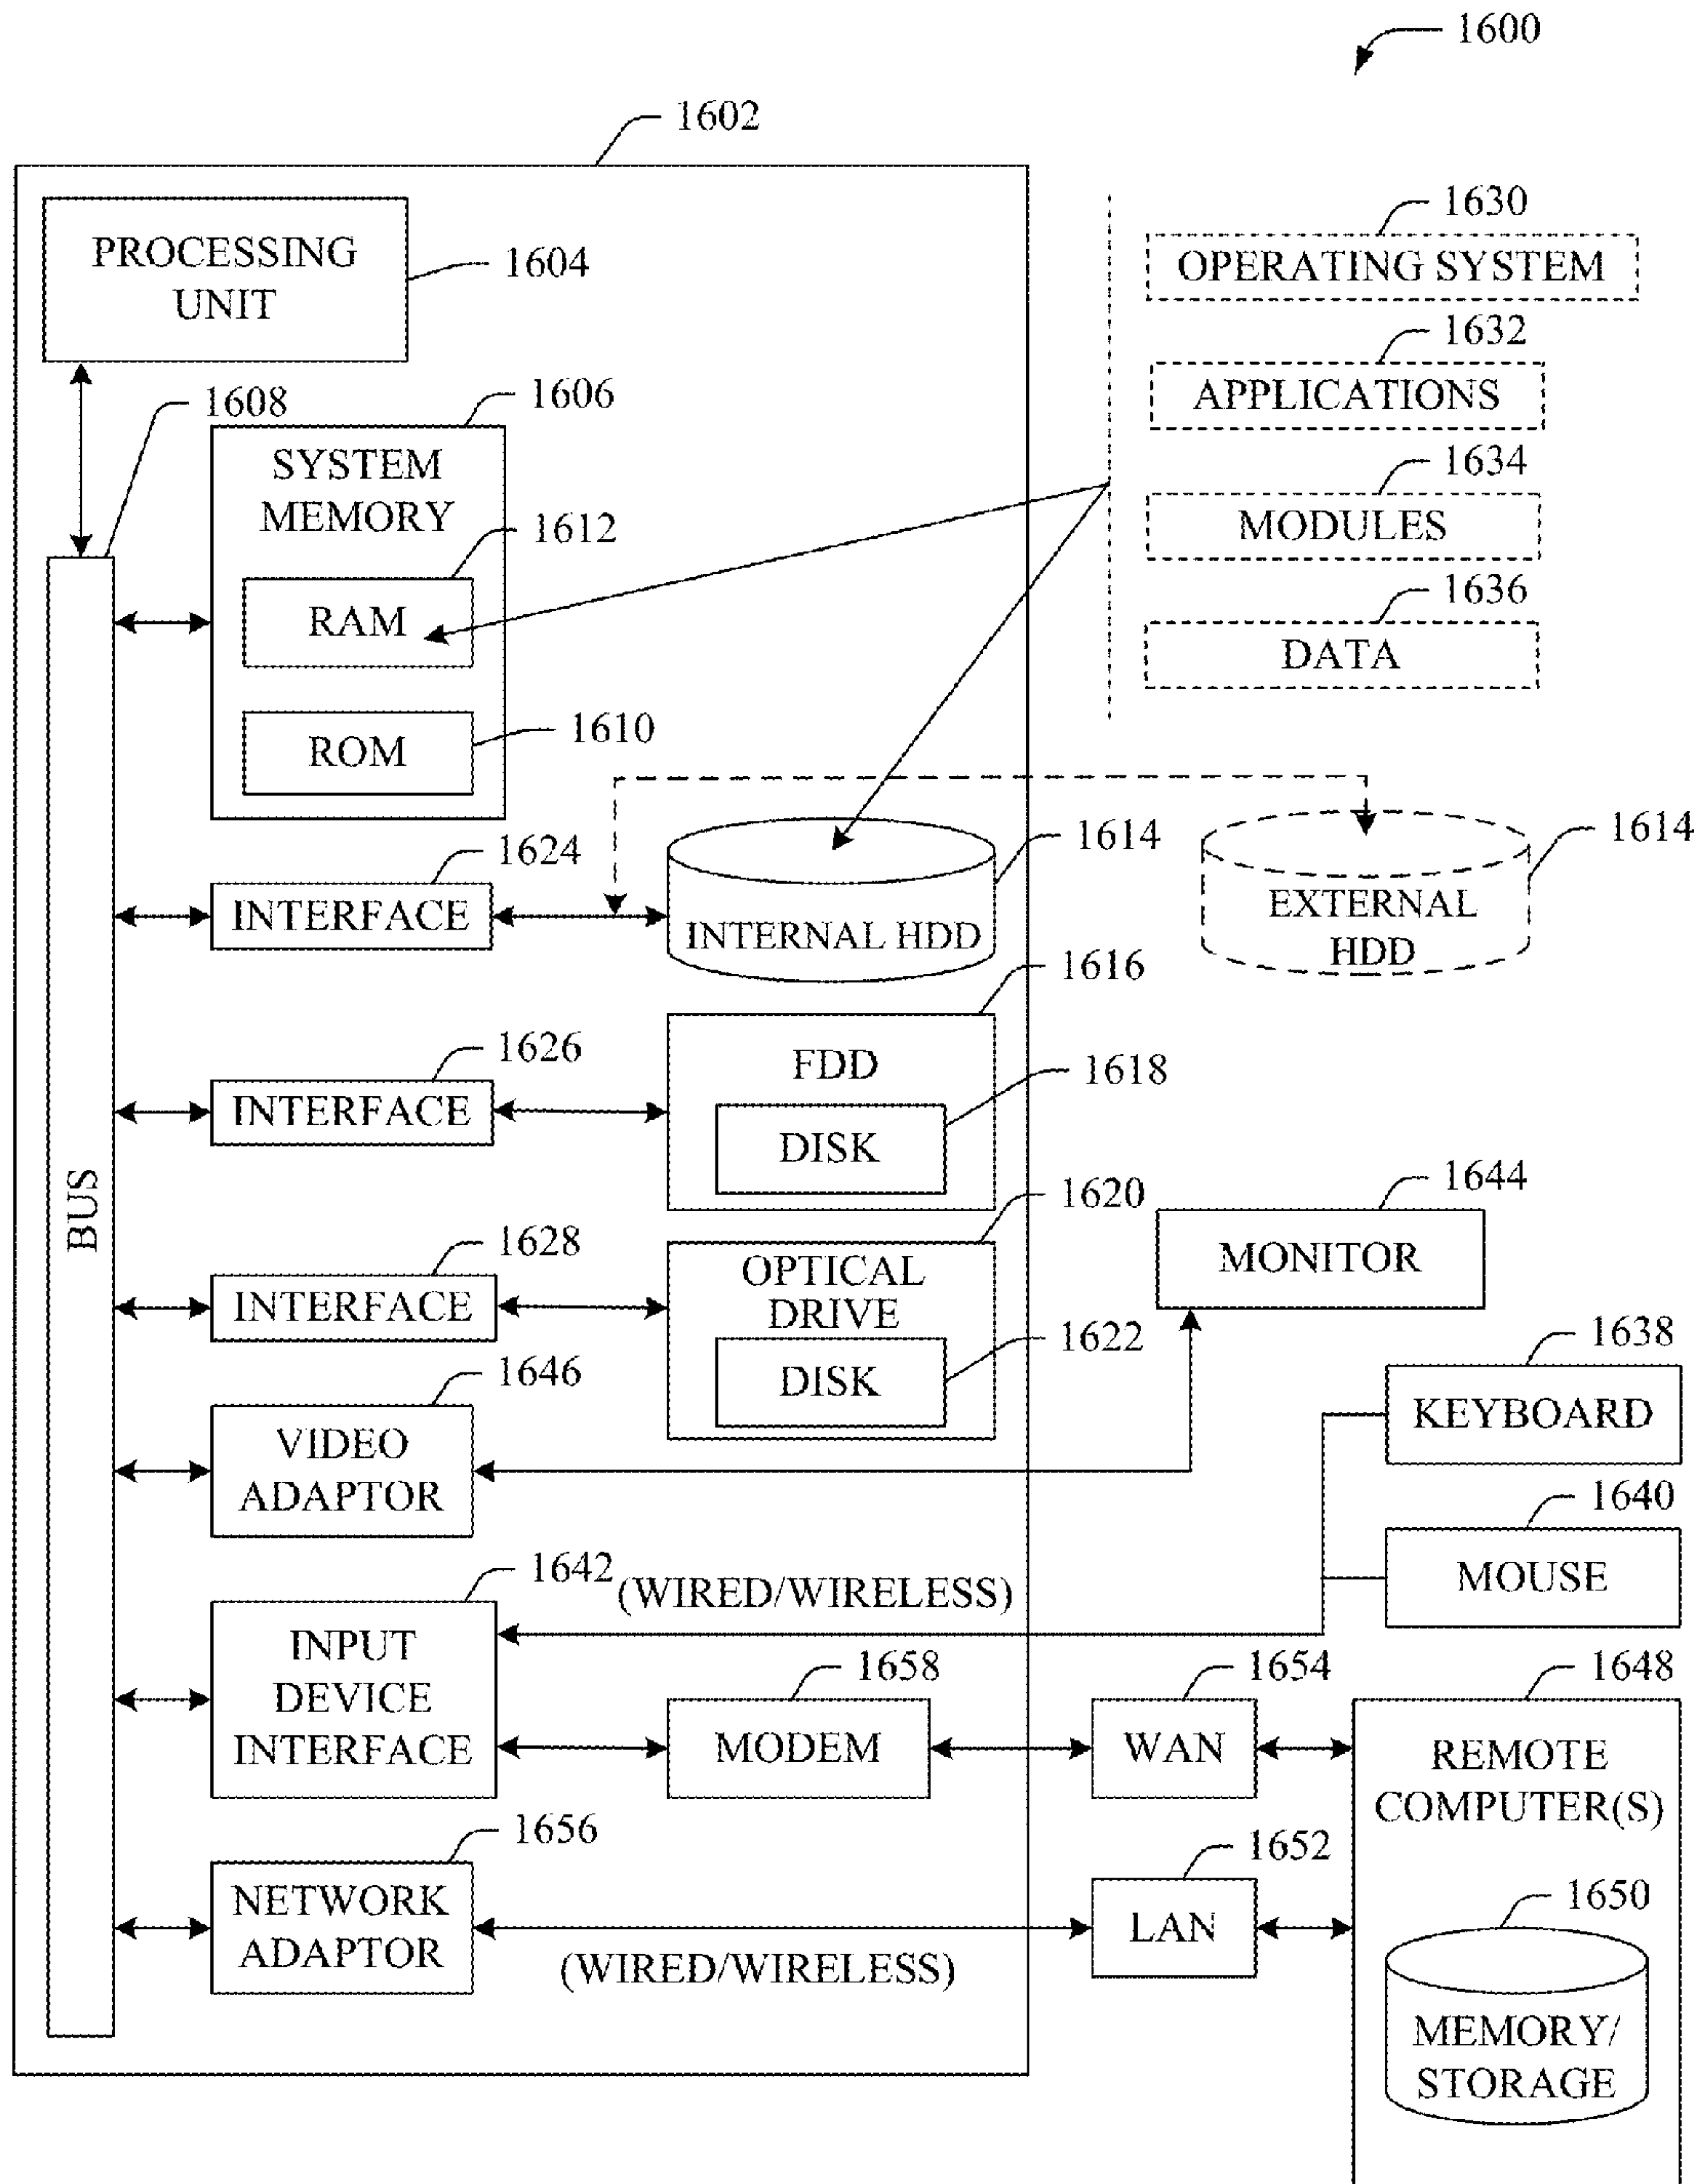 1600
1602
PROCESSING
UNIT
1604
1630
OPERATING SYSTEM
1632
APPLICATIONS
1634
MODULES
1636
DATA
1608
1606
SYSTEM
MEMORY
1612
RAM
1610
ROM
1624
INTERFACE
1614
INTERNAL HDD
1614
EXTERNAL
HDD
1626
INTERFACE
1616
FDD
1618
DISK
BUS
1628
INTERFACE
1620
OPTICAL
DRIVE
1622
DISK
1644
MONITOR
1646
VIDEO
ADAPTOR
1638
KEYBOARD
1640
MOUSE
1642
(WIRED/WIRELESS)
INPUT
DEVICE
INTERFACE
1658
MODEM
1654
WAN
1648
REMOTE
COMPUTER(S)
1656
NETWORK
ADAPTOR
(WIRED/WIRELESS)
1652
LAN
1650
MEMORY/
STORAGE